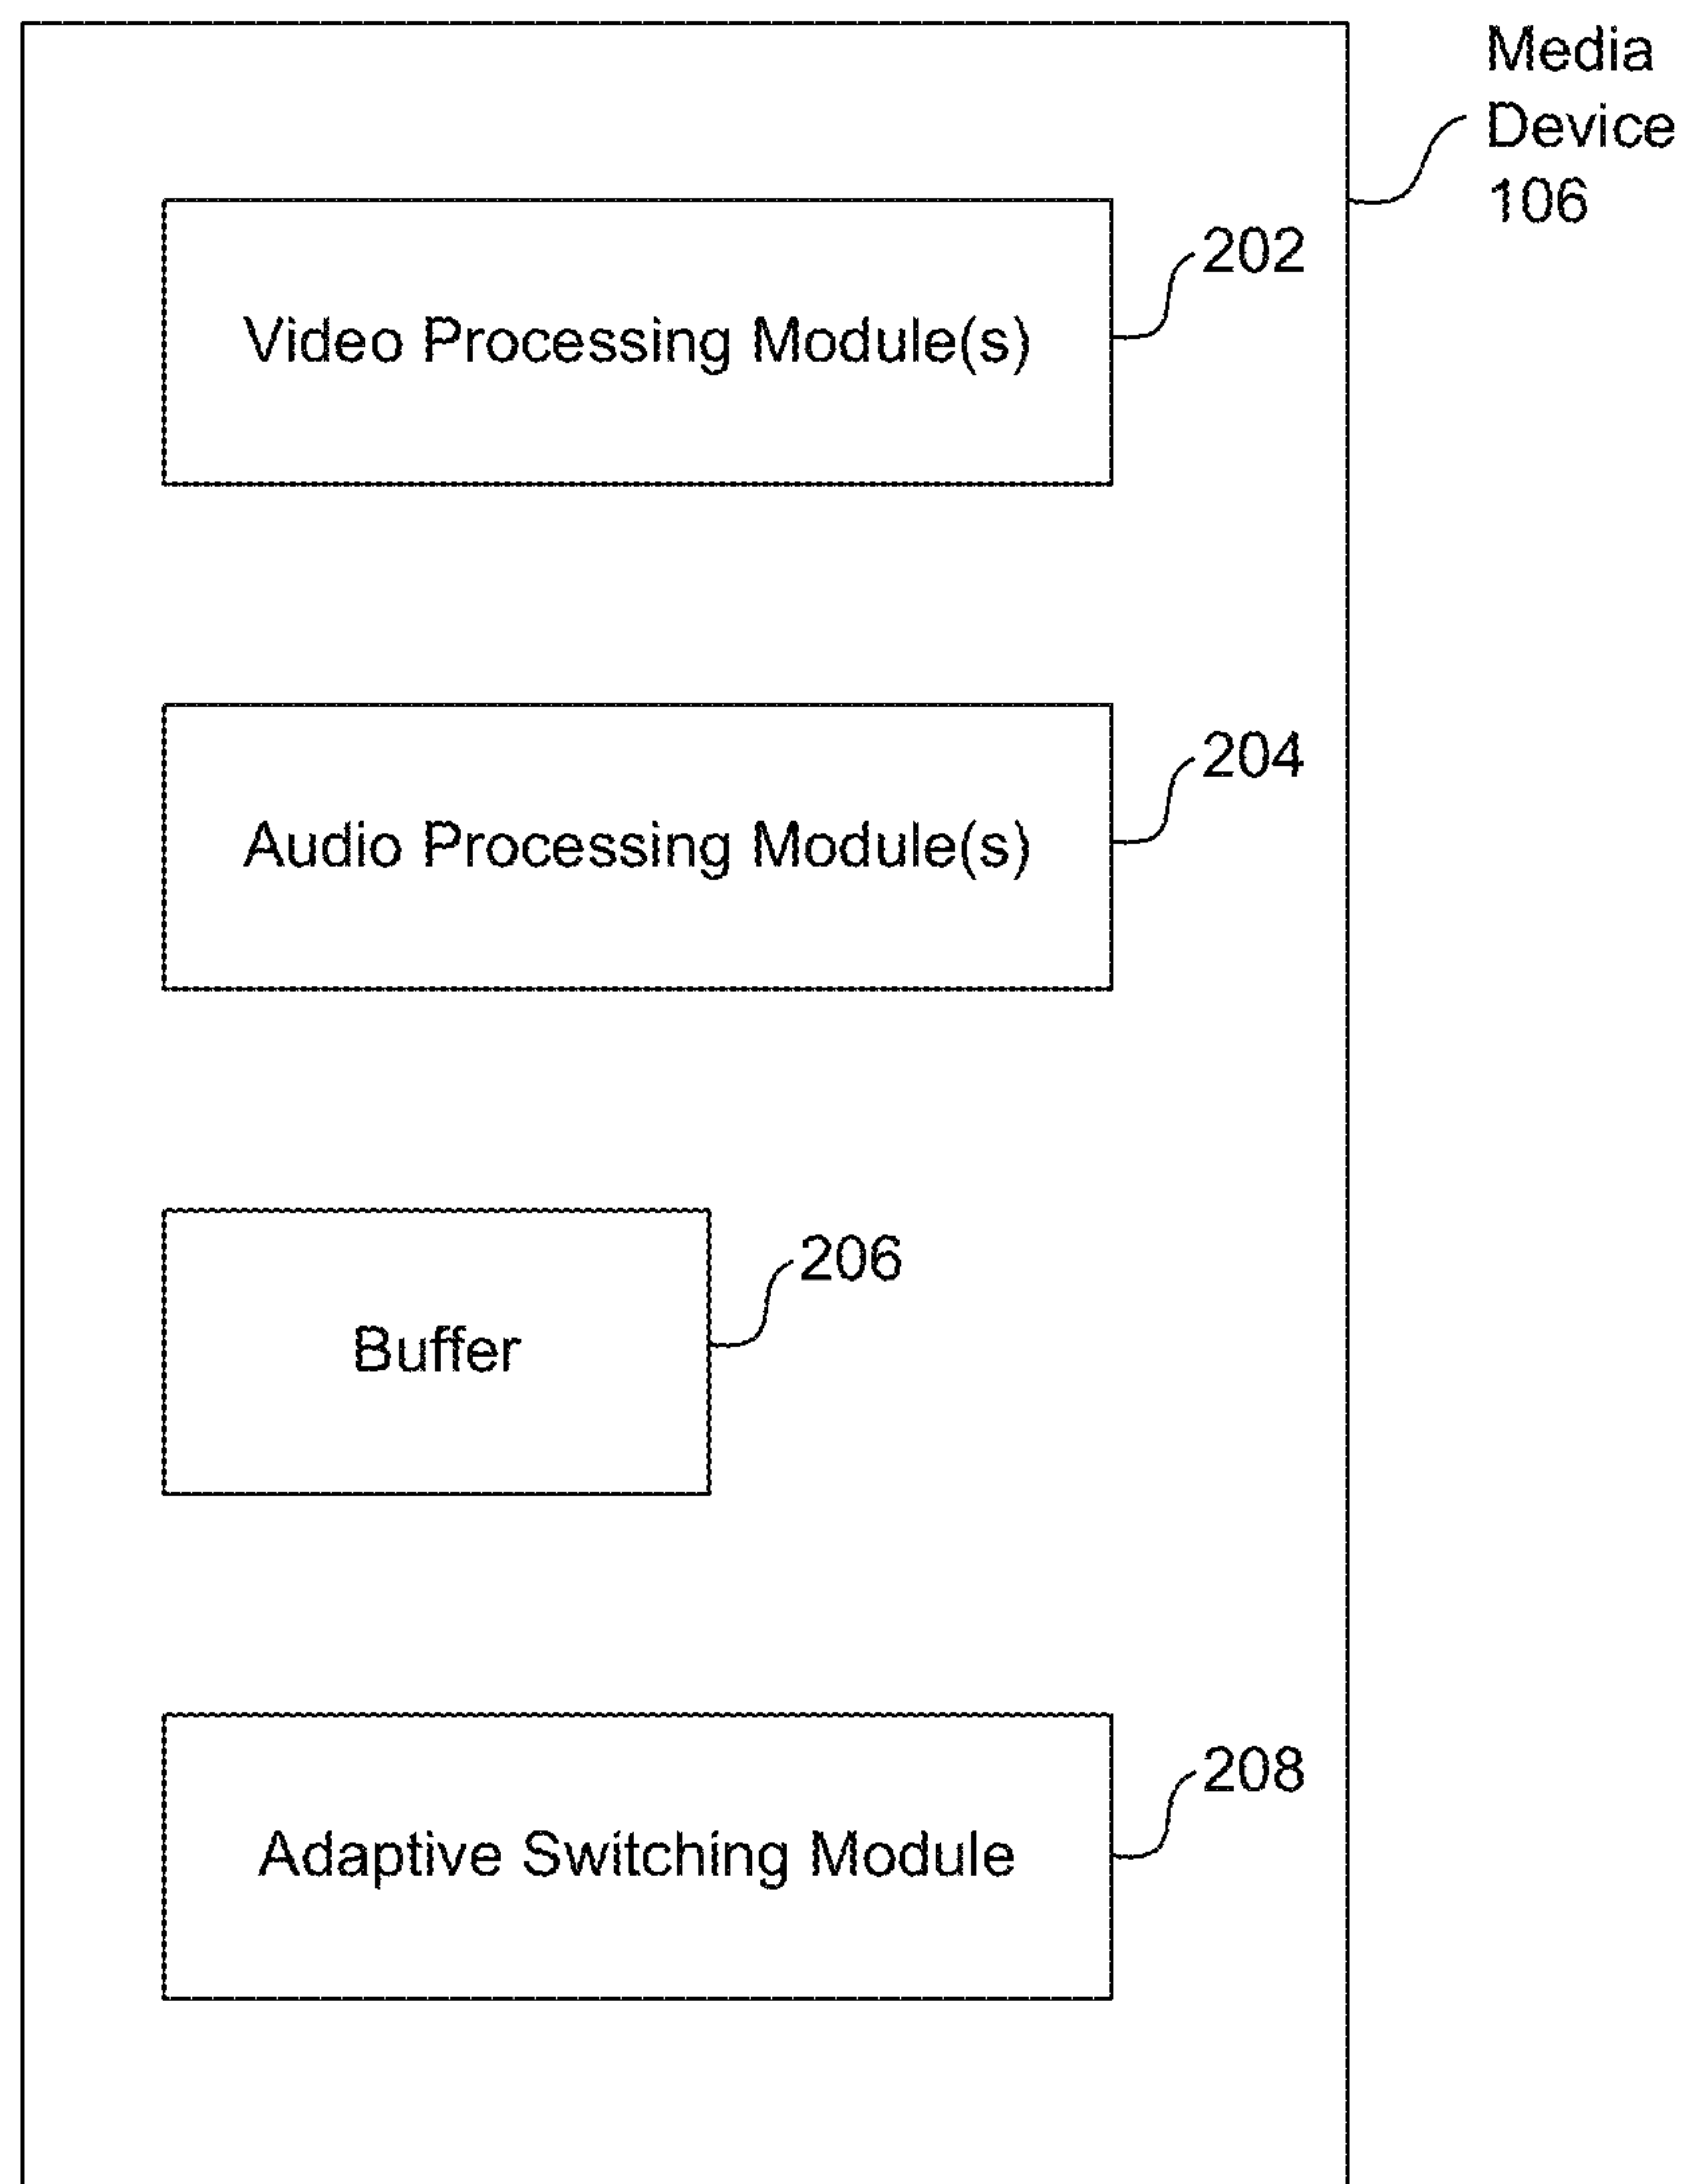 Media
Device
106
202
Video Processing Module(s)
204
Audio Processing Module(s)
206
Buffer
208
Adaptive Switching Module